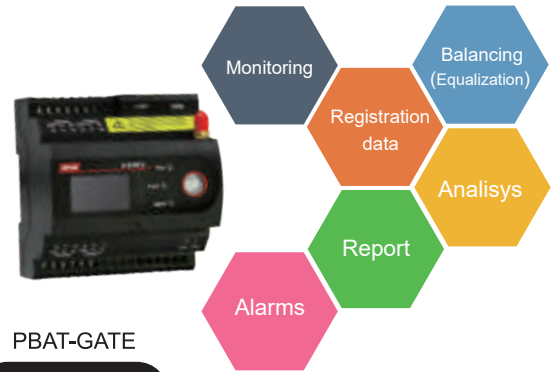 Monitoring
Balancing
(Equalization)
Registration
data
Analisys
Report
Alarms
PBAT-GATE